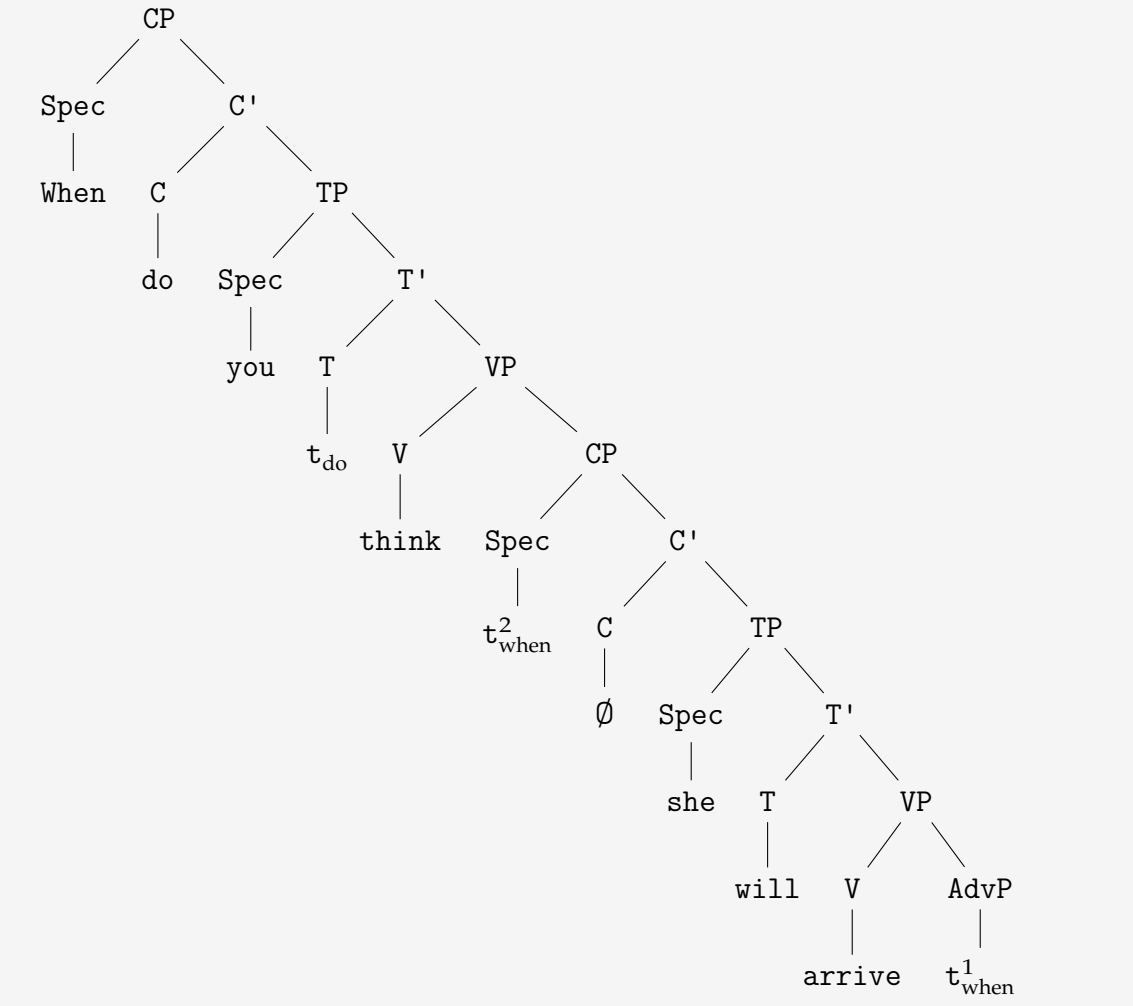 CP
Spec C'
When C TP
do Spec T'
you T VP
t_do V CP
think Spec C'
t²_when C TP
Ø Spec T'
she T VP
will V AdvP
arrive t¹_when